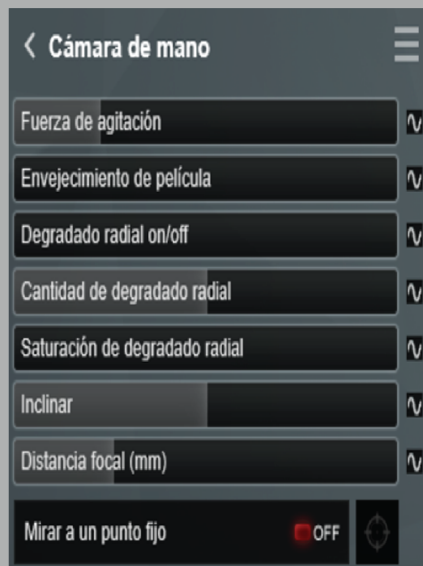 Cámara de mano
Fuerza de agitación
Envejecimiento de película
Degradado radial on/off
Cantidad de degradado radial
Saturación de degradado radial
Inclinar
Distancia focal (mm)
Mirar a un punto fijo OFF